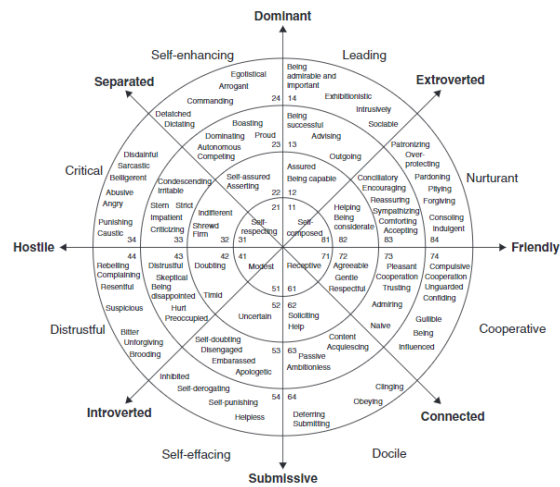 Dominant
Self-enhancing
Leading
Egotistical
Being
admirable and
important
Separated
Arrogant
Extroverted
Commanding
24
14
Exhibitionistic
Intrusively
Detatched
Dictating
Sociable
Boasting
Being
successful
Dominating
Proud
Advising
Patronizing
Over-
protecting
Autonomous
Competing
23
13
Disdainful
Sarcastic
Belligerent
Outgoing
Pardoning
Pitying
Forgiving
Critical
Nurturant
Assured
Being capable
Self-assured
Asserting
Condescending
Irritable
Conciliatory
Encouraging
Abusive
Angry
22
12
Reassuring
Sympathizing
Comforting
Accepting
Stern Strict
Impatient
Criticizing
Indifferent
Shrewd
Firm
21
11
Helping
Being
considerate
Consoling
Indulgent
Punishing
Caustic
Self-
respecting
Self-
composed
34
33
32
31
81
82
83
84
Hostile
Friendly
44
43
42
41
71
72
73
74
Rebelling
Complaining
Resentful
Distrustful
Skeptical
Being
disappointed
Doubting
Modest
Receptive
Agreeable
Gentle
Respectful
Pleasant
Cooperation
Trusting
Compulsive
Cooperation
Unguarded
Confiding
51
61
Suspicious
Hurt
Preoccupied
Timid
52
62
Admiring
Distrustful
Uncertain
Soliciting
Help
Naive
Gullible
Being
Influenced
Cooperative
Bitter
Unforgiving
Brooding
Self-doubting
Disengaged
Embarassed
Apologetic
53
63
Content
Acquiescing
Passive
Ambitionless
Inhibited
Self-derogating
Clinging
Self-punishing
54
64
Obeying
Introverted
Connected
Helpless
Deferring
Submitting
Self-effacing
Docile
Submissive